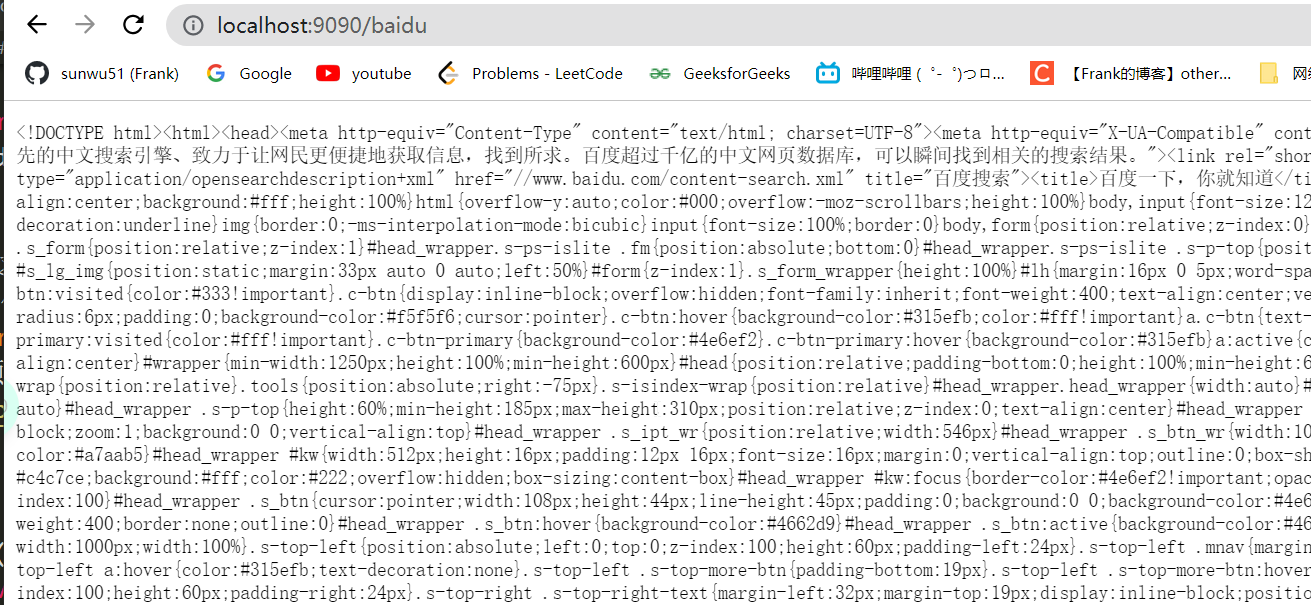 localhost:9090/baidu
sunwu51 (Frank) Google youtube Problems - LeetCode GeeksforGeeks 哔哩哔哩 ( ゜- ゜)つロ... 【Frank的博客】other...
<!DOCTYPE html><html><head><meta http-equiv="Content-Type" content="text/html; charset=UTF-8"><meta http-equiv="X-UA-Compatible" cont
先的中文搜索引擎、致力于让网民更便捷地获取信息，找到所求。百度超过千亿的中文网页数据库，可以瞬间找到相关的搜索结果。"><link rel="shor
type="application/opensearchdescription+xml" href="//www.baidu.com/content-search.xml" title="百度搜索"><title>百度一下，你就知道</ti
align:center;background:#fff;height:100%}html{overflow-y:auto;color:#000;overflow:-moz-scrollbars;height:100%}body,input{font-size:12
decoration:underline}img{border:0;-ms-interpolation-mode:bicubic}input{font-size:100%;border:0}body,form{position:relative;z-index:0}
.s_form{position:relative;z-index:1}#head_wrapper.s-ps-islite .fm{position:absolute;bottom:0}#head_wrapper.s-ps-islite .s-p-top{posit
#s_lg_img{position:static;margin:33px auto 0 auto;left:50%}#form{z-index:1}.s_form_wrapper{height:100%}#lh{margin:16px 0 5px;word-spa
btn:visited{color:#333!important}.c-btn{display:inline-block;overflow:hidden;font-family:inherit;font-weight:400;text-align:center;ve
radius:6px;padding:0;background-color:#f5f5f6;cursor:pointer}.c-btn:hover{background-color:#315efb;color:#fff!important}a.c-btn{text-
primary:visited{color:#fff!important}.c-btn-primary{background-color:#4e6ef2}.c-btn-primary:hover{background-color:#315efb}a:active{c
align:center}#wrapper{min-width:1250px;height:100%;min-height:600px}#head{position:relative;padding-bottom:0;height:100%;min-height:6
wrap{position:relative}.tools{position:absolute;right:-75px}.s-isindex-wrap{position:relative}#head_wrapper.head_wrapper{width:auto}#
auto}#head_wrapper .s-p-top{height:60%;min-height:185px;max-height:310px;position:relative;z-index:0;text-align:center}#head_wrapper
block;zoom:1;background:0 0;vertical-align:top}#head_wrapper .s_ipt_wr{position:relative;width:546px}#head_wrapper .s_btn_wr{width:10
color:#a7aab5}#head_wrapper #kw{width:512px;height:16px;padding:12px 16px;font-size:16px;margin:0;vertical-align:top;outline:0;box-sh
#c4c7ce;background:#fff;color:#222;overflow:hidden;box-sizing:content-box}#head_wrapper #kw:focus{border-color:#4e6ef2!important;opac
index:100}#head_wrapper .s_btn{cursor:pointer;width:108px;height:44px;line-height:45px;padding:0;background:0 0;background-color:#4e6
weight:400;border:none;outline:0}#head_wrapper .s_btn:hover{background-color:#4662d9}#head_wrapper .s_btn:active{background-color:#46
width:1000px;width:100%}.s-top-left{position:absolute;left:0;top:0;z-index:100;height:60px;padding-left:24px}.s-top-left .mnav{margin
top-left a:hover{color:#315efb;text-decoration:none}.s-top-left .s-top-more-btn{padding-bottom:19px}.s-top-left .s-top-more-btn:hover
index:100;height:60px;padding-right:24px}.s-top-right .s-top-right-text{margin-left:32px;margin-top:19px;display:inline-block;positio